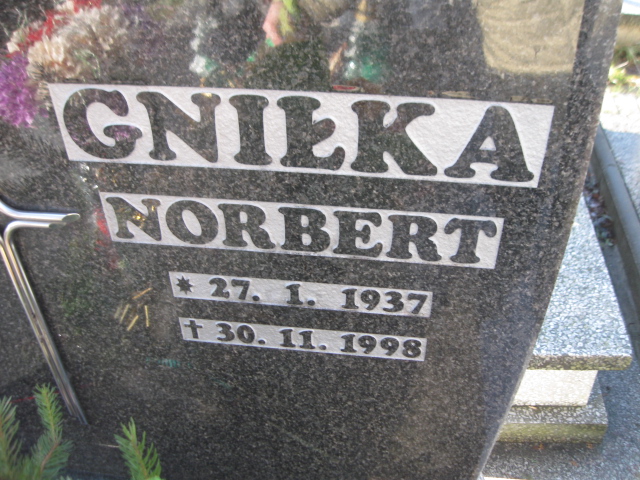 GNIŁKA
NORBERT
* 27. 1. 1937
† 30. 11. 1998